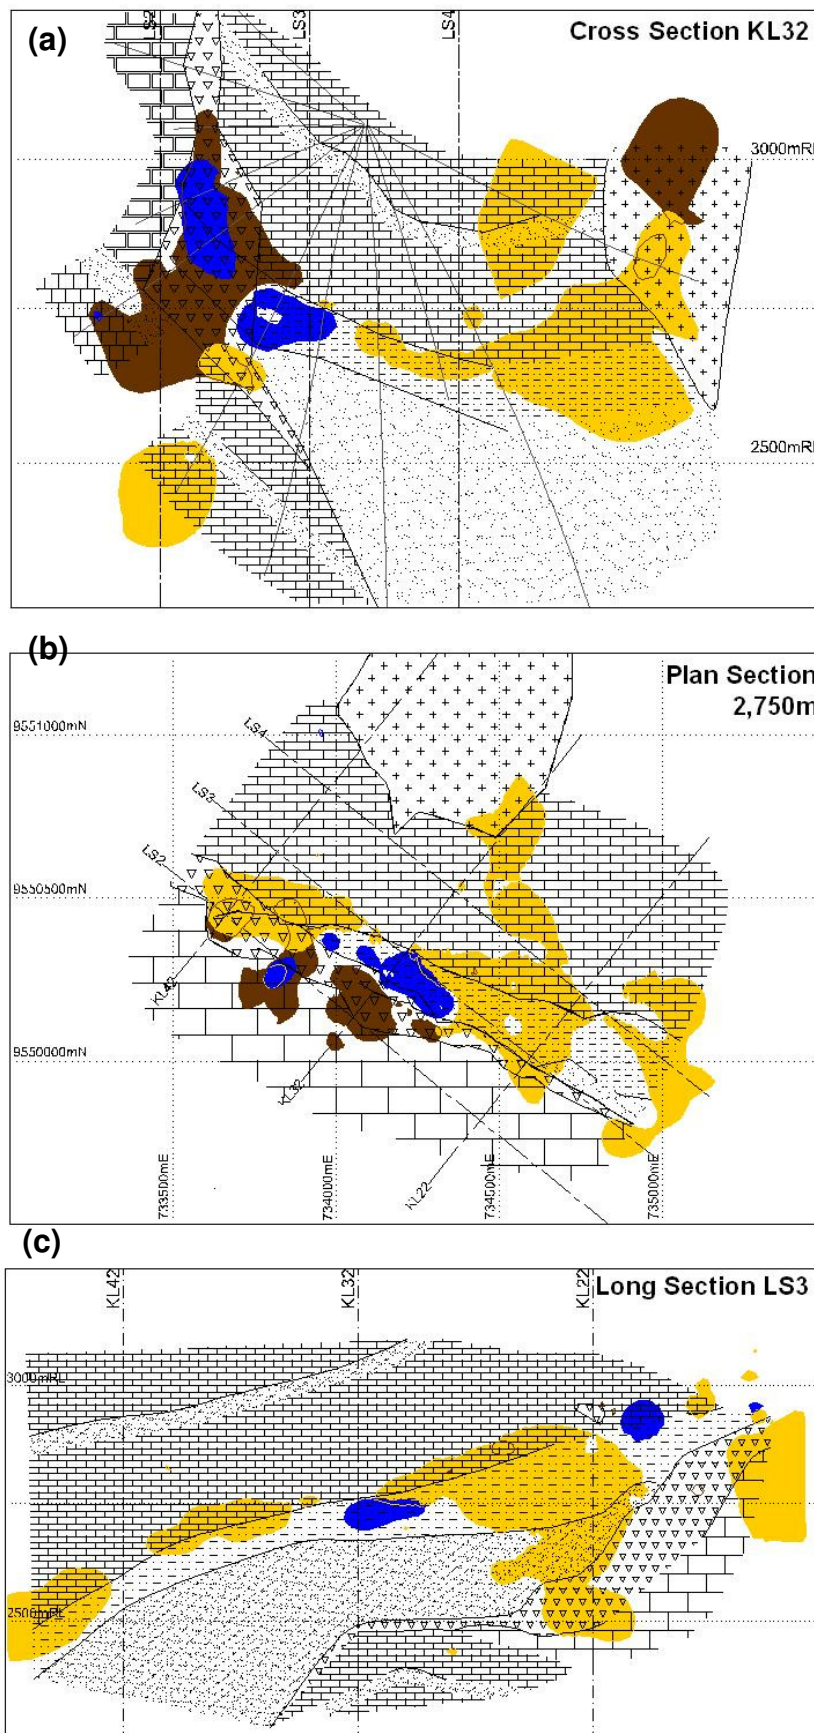 (a)
LS2
LS3
LS4
Cross Section KL32
3000mRL
2500mRL
(b)
Plan Section
2,750m
9551000mN
LS4
LS3
LS2
9550500mN
KL42
9550000mN
KL32
KL22
733500mE
734000mE
734500mE
735000mE
(c)
KL42
KL32
KL22
Long Section LS3
3000mRL
2500mRL